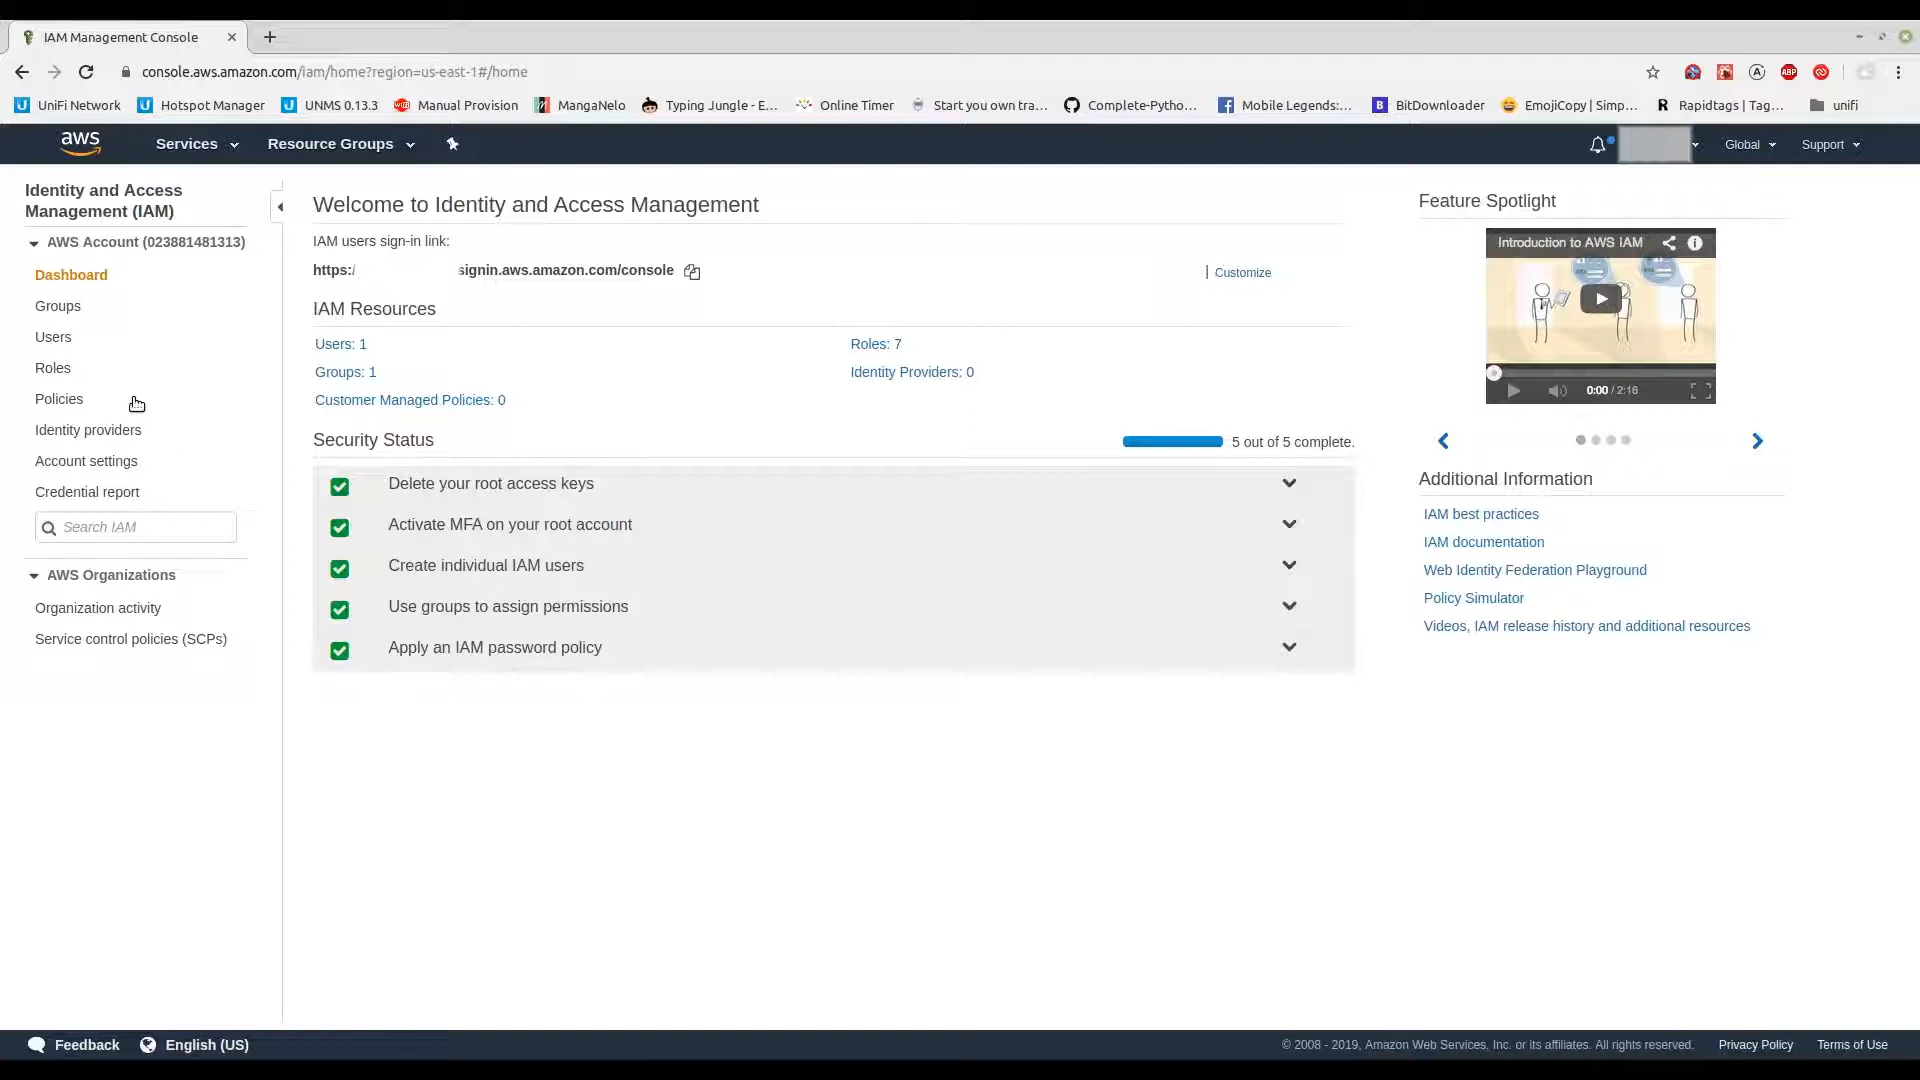 IAM Management Console
console.aws.amazon.com/iam/home?region=us-east-1#/home
UniFi Network
Hotspot Manager
UNMS 0.13.3
Manual Provision
MangaNelo
Typing Jungle - E...
Online Timer
Start you own tra...
Complete-Pytho...
Mobile Legends:...
BitDownloader
EmojiCopy | Simp...
Rapidtags | Tag...
unifi
aws
Services
Resource Groups
Global
Support
Identity and Access
Management (IAM)
AWS Account (023881481313)
Dashboard
Groups
Users
Roles
Policies
Identity providers
Account settings
Credential report
Search IAM
AWS Organizations
Organization activity
Service control policies (SCPs)
Welcome to Identity and Access Management
IAM users sign-in link:
https:/ signin.aws.amazon.com/console
| Customize
IAM Resources
Users: 1
Roles: 7
Groups: 1
Identity Providers: 0
Customer Managed Policies: 0
Security Status
5 out of 5 complete.
Delete your root access keys
Activate MFA on your root account
Create individual IAM users
Use groups to assign permissions
Apply an IAM password policy
Feature Spotlight
Introduction to AWS IAM
0:00 / 2:16
Additional Information
IAM best practices
IAM documentation
Web Identity Federation Playground
Policy Simulator
Videos, IAM release history and additional resources
Feedback
English (US)
© 2008 - 2019, Amazon Web Services, Inc. or its affiliates. All rights reserved.
Privacy Policy
Terms of Use